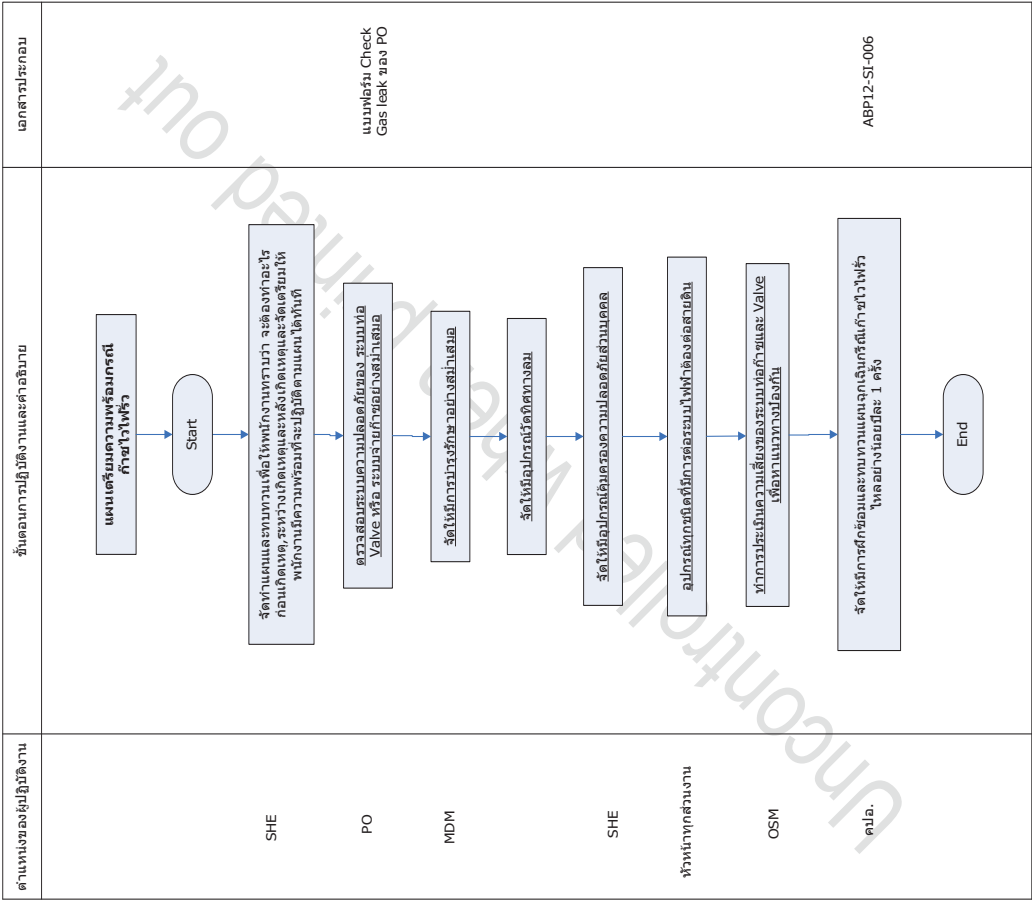 ตำแหน่งของผู้ปฏิบัติงาน
ขั้นตอนการปฏิบัติงานและคำอธิบาย
เอกสารประกอบ
แผนเตรียมความพร้อมกรณี
ก๊าซไวไฟรั่ว
Start
SHE
จัดทำแผนและทบทวนเพื่อให้พนักงานทราบว่า จะต้องทำอะไร
ก่อนเกิดเหตุ,ระหว่างเกิดเหตุและหลังเกิดเหตุและจัดเตรียมให้
พนักงานมีความพร้อมที่จะปฏิบัติตามแผนได้ทันที
PO
ตรวจสอบระบบความปลอดภัยของ ระบบท่อ
Valve หรือ ระบบจ่ายก๊าซอย่างสม่ำเสมอ
แบบฟอร์ม Check
Gas leak ของ PO
MDM
จัดให้มีการบำรุงรักษาอย่างสม่ำเสมอ
จัดให้มีอุปกรณ์วัดทิศทางลม
SHE
จัดให้มีอุปกรณ์คุ้มครองความปลอดภัยส่วนบุคคล
หัวหน้าทุกส่วนงาน
อุปกรณ์ทุกชนิดที่มีการต่อระบบไฟฟ้าต้องต่อสายดิน
OSM
ทำการประเมินความเสี่ยงของระบบท่อก๊าซและ Valve
เพื่อหาแนวทางป้องกัน
คปอ.
จัดให้มีการฝึกซ้อมและทบทวนแผนฉุกเฉินกรีณีเก๊าซไวไฟรั่ว
ไหลอย่างน้อยปีละ 1 ครั้ง
ABP12-SI-006
End
Uncontrolled When printed out